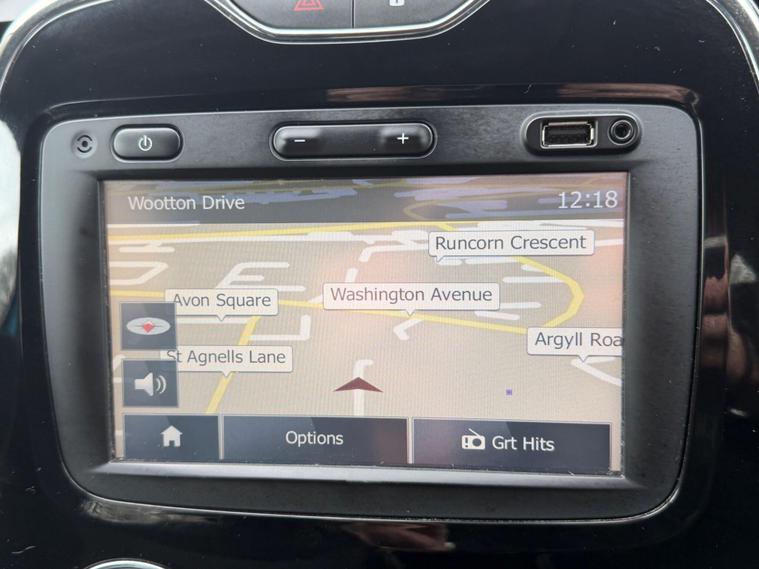 Wootton Drive
12:18
Runcorn Crescent
Avon Square
Washington Avenue
Argyll Roa
St Agnells Lane
Options
Grt Hits